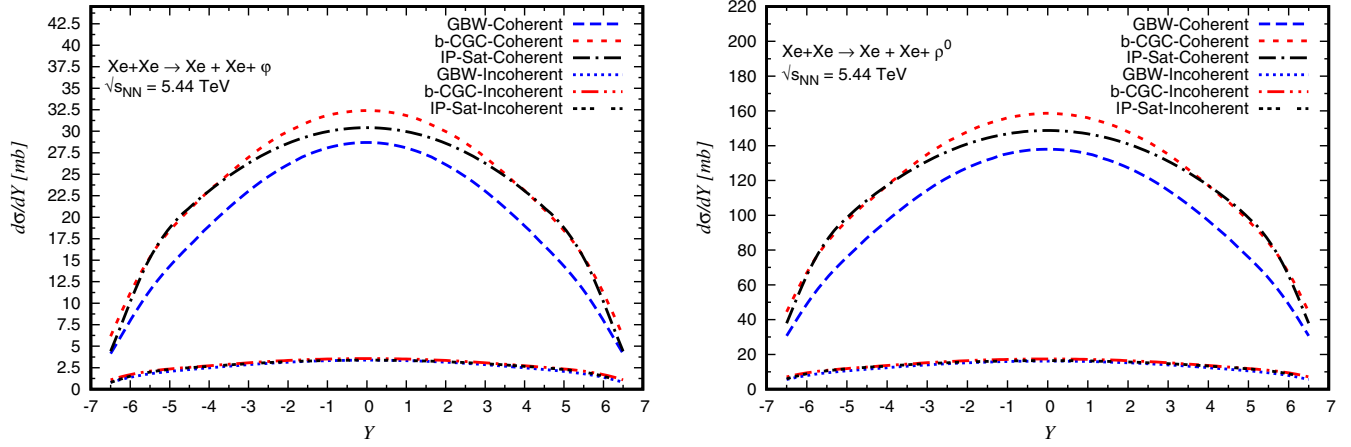 dσ/dY [mb]
42.5
40
37.5
35
32.5
30
27.5
25
22.5
20
17.5
15
12.5
10
7.5
5
2.5
0
Xe+Xe → Xe + Xe+ φ
√sNN = 5.44 TeV
GBW-Coherent
b-CGC-Coherent
IP-Sat-Coherent
GBW-Incoherent
b-CGC-Incoherent
IP-Sat-Incoherent
-7 -6 -5 -4 -3 -2 -1 0 1 2 3 4 5 6 7
Y
dσ/dY [mb]
220
200
180
160
140
120
100
80
60
40
20
0
Xe+Xe → Xe + Xe+ ρ⁰
√sNN = 5.44 TeV
GBW-Coherent
b-CGC-Coherent
IP-Sat-Coherent
GBW-Incoherent
b-CGC-Incoherent
IP-Sat-Incoherent
-7 -6 -5 -4 -3 -2 -1 0 1 2 3 4 5 6 7
Y